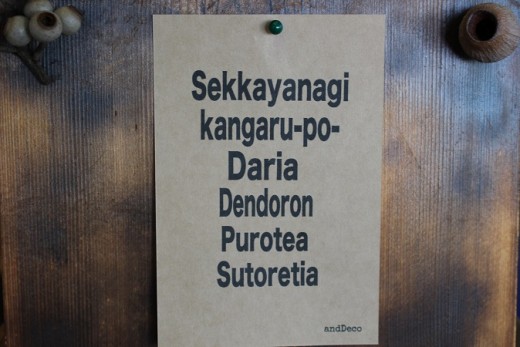 Sekkayanagi
kangaru-po-
Daria
Dendoron
Purotea
Sutoretia
andDeco